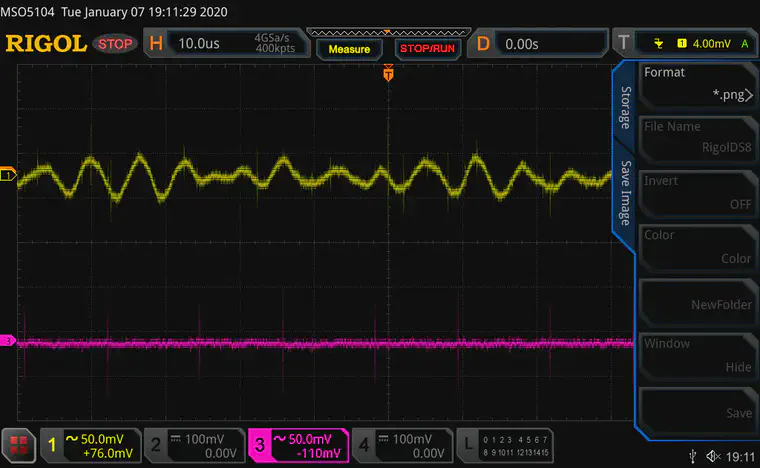 MSO5104 Tue January 07 19:11:29 2020
RIGOL STOP H 10.0us 4GSa/s 400kpts Measure STOP/RUN D 0.00s T 1 4.00mV A
T
Format
*.png
File Name
RigolDS8
Invert
OFF
Color
Color
NewFolder
Window
Hide
Save
Storage
Save Image
1
3
1 50.0mV +76.0mV
2 100mV 0.00V
3 50.0mV -110mV
4 100mV 0.00V
L 0 1 2 3 4 5 6 7
8 9 10 11 12 13 14 15
19:11